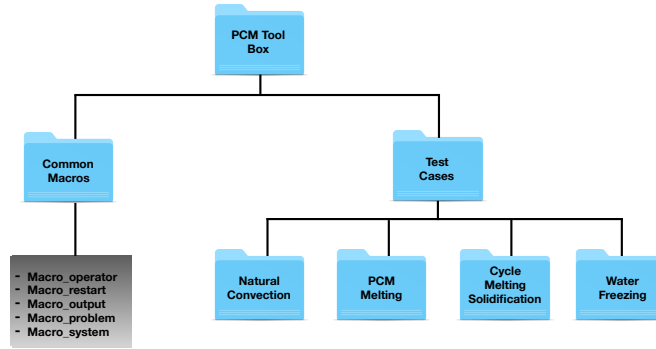 PCM Tool
Box
Common
Macros
Test
Cases
- Macro_operator
- Macro_restart
- Macro_output
- Macro_problem
- Macro_system
Natural
Convection
PCM
Melting
Cycle
Melting
Solidification
Water
Freezing